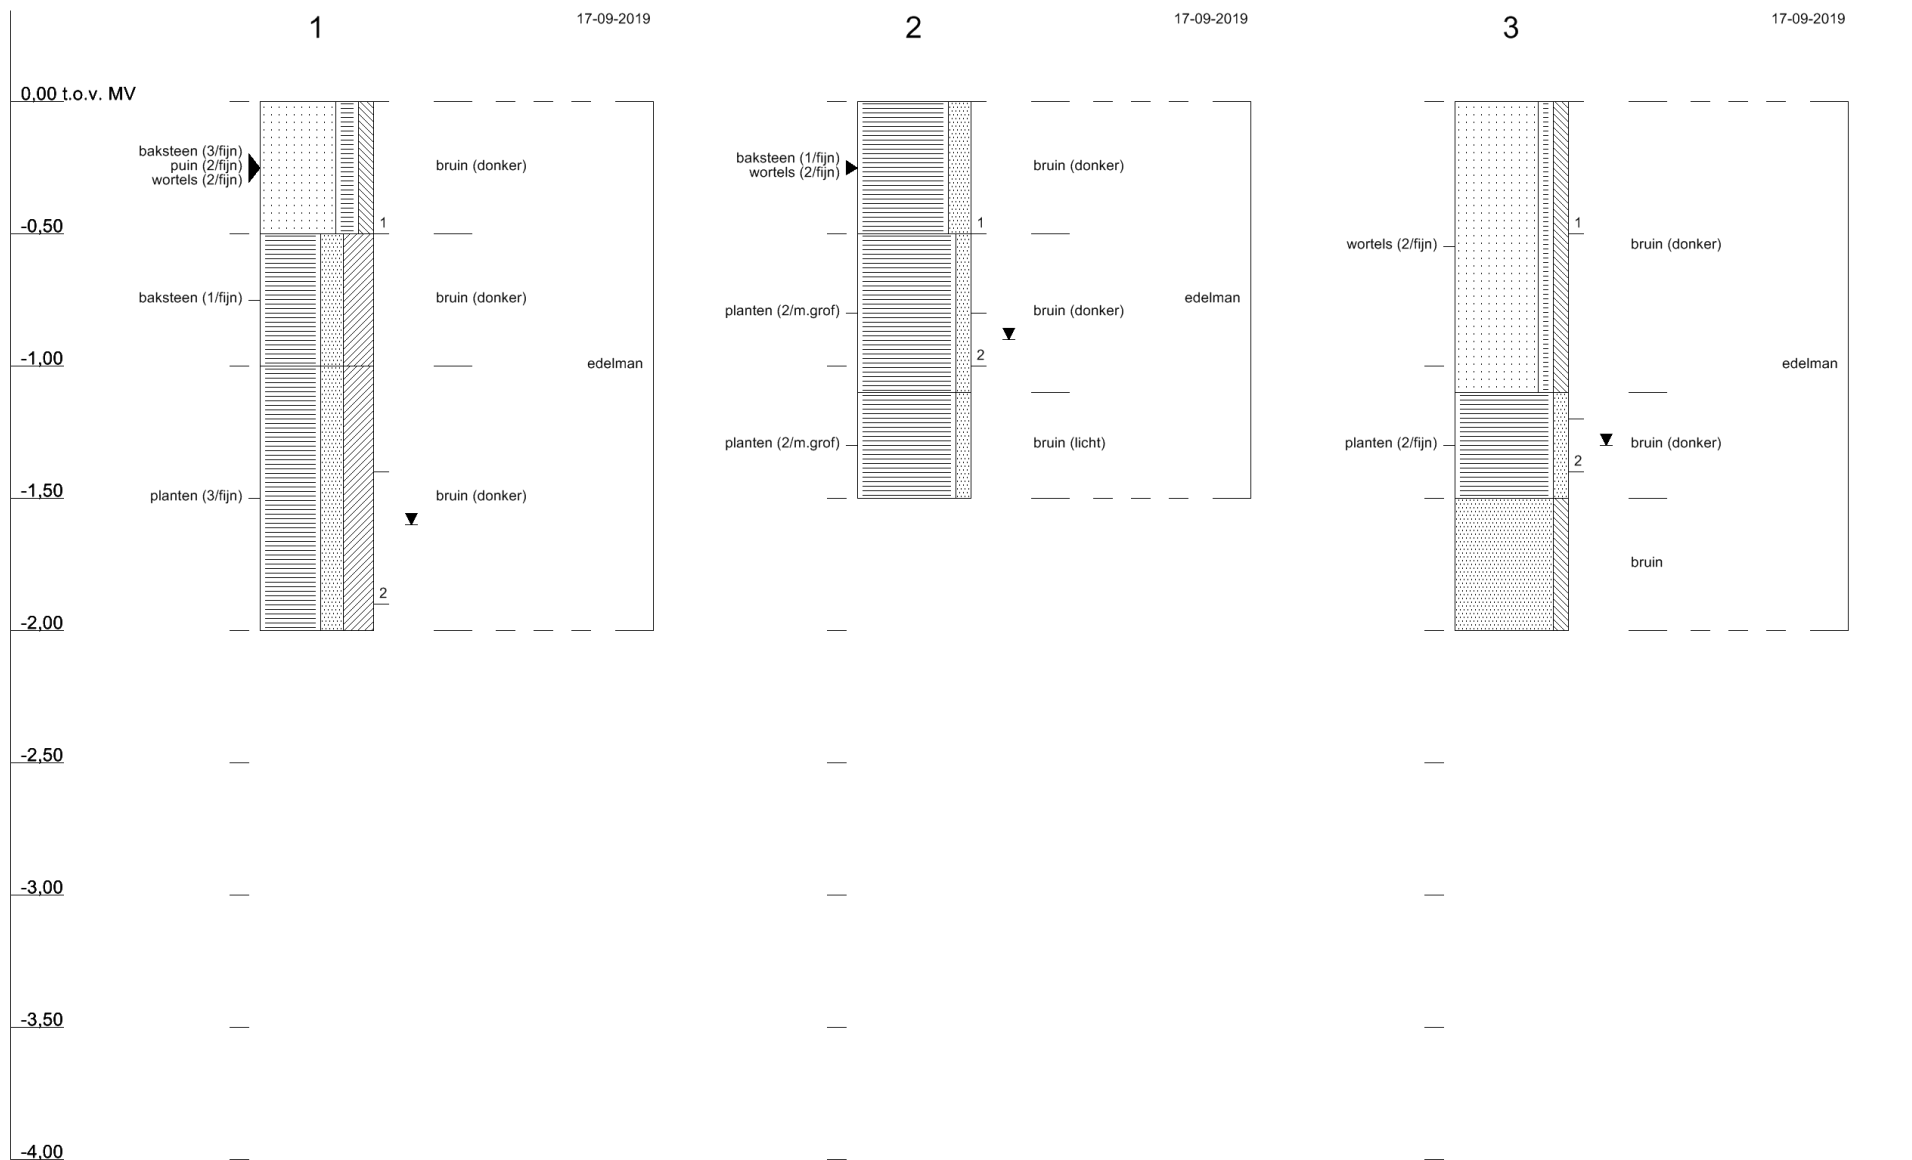 1
17-09-2019
2
17-09-2019
3
17-09-2019
0,00 t.o.v. MV
-0,50
-1,00
-1,50
-2,00
-2,50
-3,00
-3,50
-4,00
baksteen (3/fijn)
puin (2/fijn)
wortels (2/fijn)
bruin (donker)
1
baksteen (1/fijn)
bruin (donker)
edelman
planten (3/fijn)
bruin (donker)
2
baksteen (1/fijn)
wortels (2/fijn)
bruin (donker)
1
edelman
planten (2/m.grof)
bruin (donker)
2
planten (2/m.grof)
bruin (licht)
1
wortels (2/fijn)
bruin (donker)
edelman
planten (2/fijn)
bruin (donker)
2
bruin